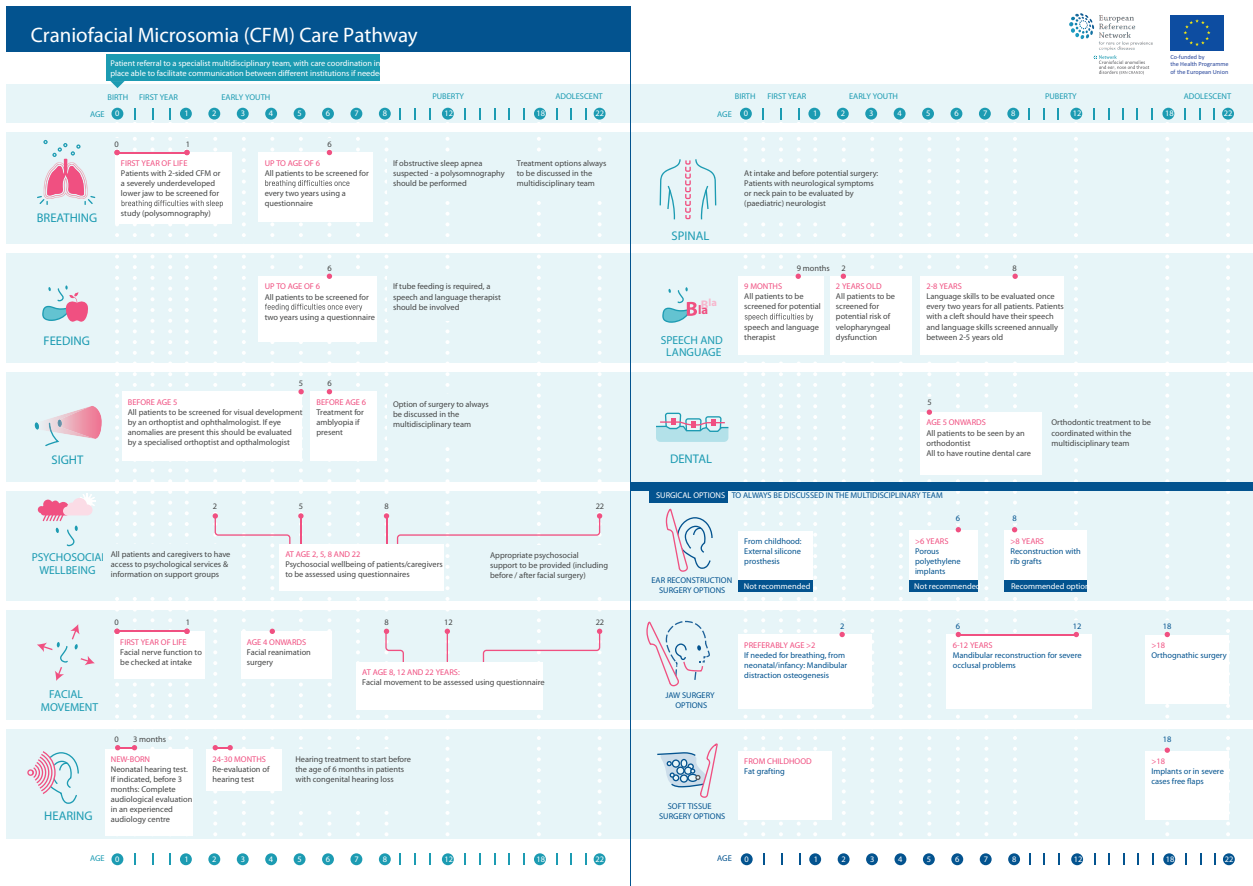 Craniofacial Microsomia (CFM) Care Pathway
European
Reference
Network
for rare or low prevalence
complex diseases
Network
Craniofacial anomalies
and ear, nose and throat
disorders (ERN CRANIO)
Co-funded by
the Health Programme
of the European Union
Patient referral to a specialist multidisciplinary team, with care coordination in
place able to facilitate communication between different institutions if neede
BIRTH FIRST YEAR EARLY YOUTH PUBERTY ADOLESCENT
AGE 0 1 2 3 4 5 6 7 8 12 18 22
BREATHING
0 1
FIRST YEAR OF LIFE
Patients with 2-sided CFM or
a severely underdeveloped
lower jaw to be screened for
breathing difficulties with sleep
study (polysomnography)
6
UP TO AGE OF 6
All patients to be screened for
breathing difficulties once
every two years using a
questionnaire
If obstructive sleep apnea
suspected - a polysomnography
should be performed
Treatment options always
to be discussed in the
multidisciplinary team
FEEDING
6
UP TO AGE OF 6
All patients to be screened for
feeding difficulties once every
two years using a questionnaire
If tube feeding is required, a
speech and language therapist
should be involved
SIGHT
5
BEFORE AGE 5
All patients to be screened for visual development
by an orthoptist and ophthalmologist. If eye
anomalies are present this should be evaluated
by a specialised orthoptist and opthalmologist
6
BEFORE AGE 6
Treatment for
amblyopia if
present
Option of surgery to always
be discussed in the
multidisciplinary team
PSYCHOSOCIAL
WELLBEING
2 5 8 22
All patients and caregivers to have
access to psychological services &
information on support groups
AT AGE 2, 5, 8 AND 22
Psychosocial wellbeing of patients/caregivers
to be assessed using questionnaires
Appropriate psychosocial
support to be provided (including
before / after facial surgery)
FACIAL
MOVEMENT
0 1
FIRST YEAR OF LIFE
Facial nerve function to
be checked at intake
AGE 4 ONWARDS
Facial reanimation
surgery
8 12 22
AT AGE 8, 12 AND 22 YEARS:
Facial movement to be assessed using questionnaire
HEARING
0 3 months
NEW-BORN
Neonatal hearing test.
If indicated, before 3
months: Complete
audiological evaluation
in an experienced
audiology centre
24-30 MONTHS
Re-evaluation of
hearing test
Hearing treatment to start before
the age of 6 months in patients
with congenital hearing loss
AGE 0 1 2 3 4 5 6 7 8 12 18 22
BIRTH FIRST YEAR EARLY YOUTH PUBERTY ADOLESCENT
AGE 0 1 2 3 4 5 6 7 8 12 18 22
SPINAL
At intake and before potential surgery:
Patients with neurological symptoms
or neck pain to be evaluated by
(paediatric) neurologist
Bla
Bla
SPEECH AND
LANGUAGE
9 months
9 MONTHS
All patients to be
screened for potential
speech difficulties by
speech and language
therapist
2
2 YEARS OLD
All patients to be
screened for
potential risk of
velopharyngeal
dysfunction
8
2-8 YEARS
Language skills to be evaluated once
every two years for all patients. Patients
with a cleft should have their speech
and language skills screened annually
between 2-5 years old
DENTAL
5
AGE 5 ONWARDS
All patients to be seen by an
orthodontist
All to have routine dental care
Orthodontic treatment to be
coordinated within the
multidisciplinary team
SURGICAL OPTIONS TO ALWAYS BE DISCUSSED IN THE MULTIDISCIPLINARY TEAM
EAR RECONSTRUCTION
SURGERY OPTIONS
From childhood:
External silicone
prosthesis
Not recommended
6
>6 YEARS
Porous
polyethylene
implants
Not recommended
8
>8 YEARS
Reconstruction with
rib grafts
Recommended option
JAW SURGERY
OPTIONS
2
PREFERABLY AGE >2
If needed for breathing, from
neonatal/infancy: Mandibular
distraction osteogenesis
6 12
6-12 YEARS
Mandibular reconstruction for severe
occlusal problems
18
>18
Orthognathic surgery
SOFT TISSUE
SURGERY OPTIONS
FROM CHILDHOOD
Fat grafting
18
>18
Implants or in severe
cases free flaps
AGE 0 1 2 3 4 5 6 7 8 12 18 22